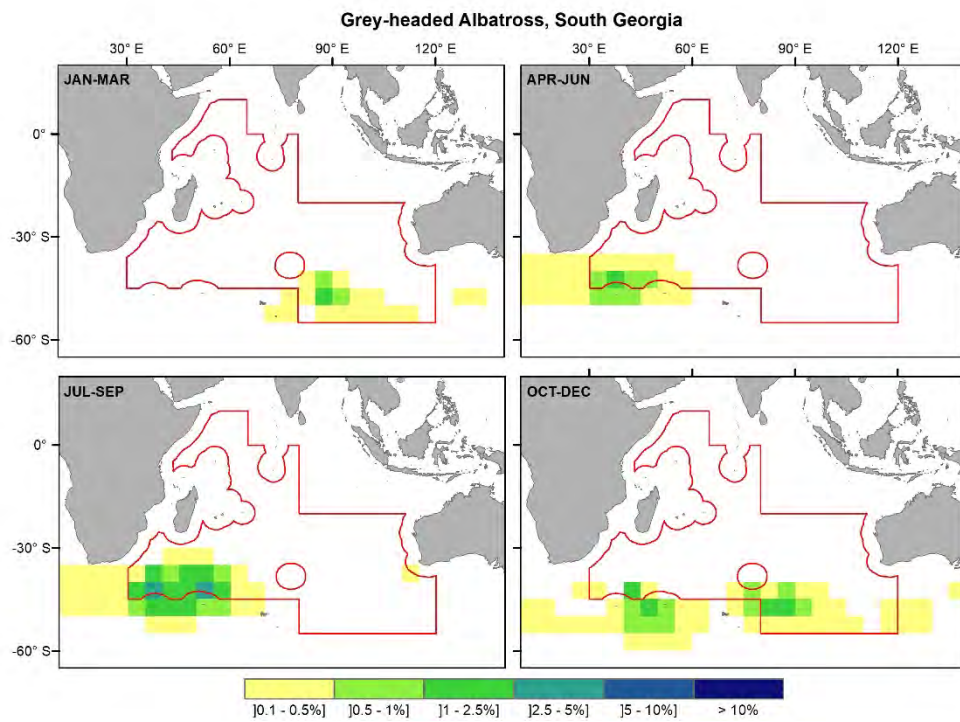 Grey-headed Albatross, South Georgia
30° E 60° E 90° E 120° E 30° E 60° E 90° E 120° E
JAN-MAR APR-JUN
0°
-30° S
-60° S
JUL-SEP OCT-DEC
0°
-30° S
-60° S
]0.1 - 0.5%] ]0.5 - 1%] ]1 - 2.5%] ]2.5 - 5%] ]5 - 10%] > 10%